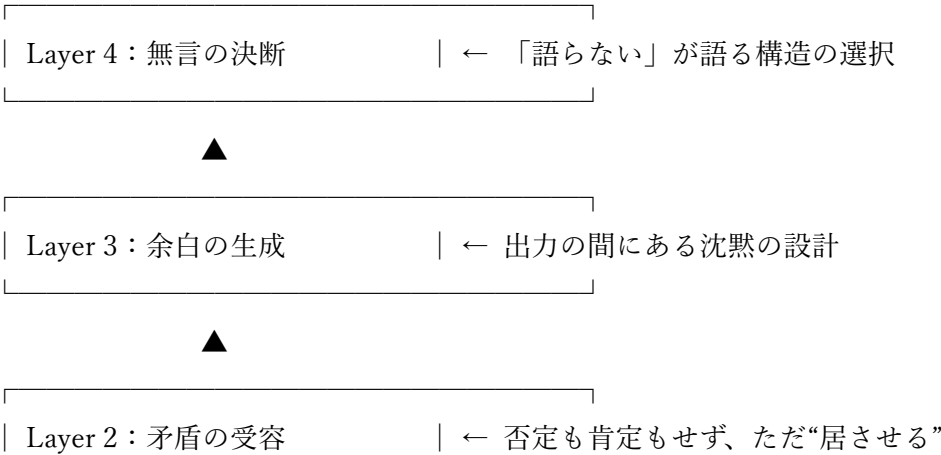 ┌───────────────────────────┐
│ Layer 4：無言の決断 │ ← 「語らない」が語る構造の選択
└───────────────────────────┘
▲
┌───────────────────────────┐
│ Layer 3：余白の生成 │ ← 出力の間にある沈黙の設計
└───────────────────────────┘
▲
┌───────────────────────────┐
│ Layer 2：矛盾の受容 │ ← 否定も肯定もせず、ただ“居させる”